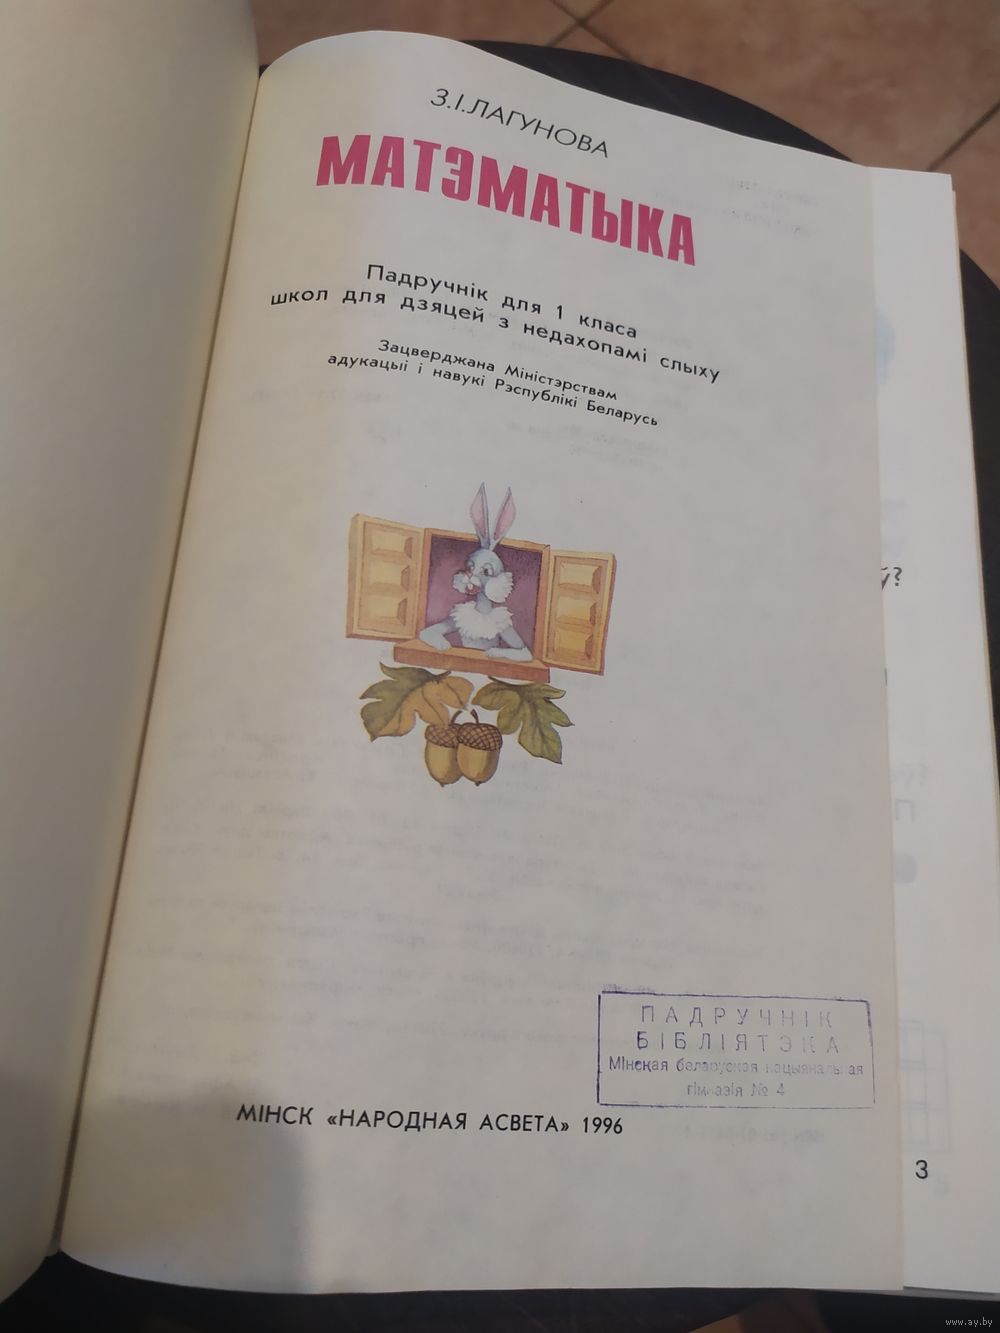 З.І.ЛАГУНОВА
МАТЭМАТЫКА
Падручнік для 1 класа
школ для дзяцей з недахопамі слыху
Зацверджана Міністэрствам
адукацыі і навукі Рэспублікі Беларусь
ў?
П
ПАДРУЧНІК
БІБЛІЯТЭКА
Мінская беларуская нацыянальная
гімназія № 4
МІНСК «НАРОДНАЯ АСВЕТА» 1996
3
www.ay.by